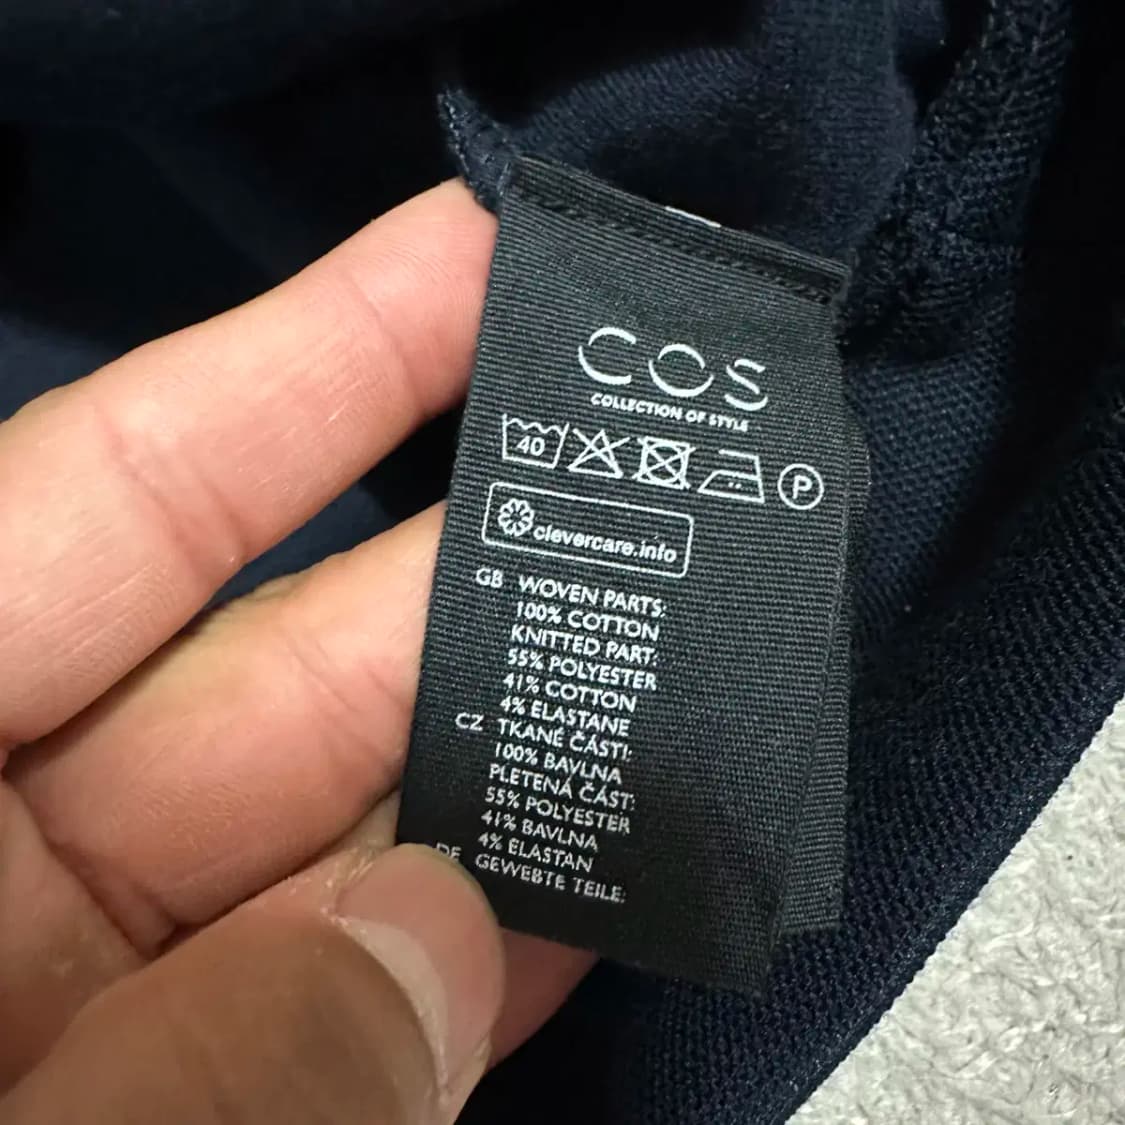 COS
COLLECTION OF STYLE
40
P
clevercare.info
GB WOVEN PARTS:
100% COTTON
KNITTED PART:
55% POLYESTER
41% COTTON
4% ELASTANE
CZ TKANÉ ČÁSTI:
100% BAVLNA
PLETENÁ ČÁST:
55% POLYESTER
41% BAVLNA
4% ELASTAN
DE GEWEBTE TEILE: